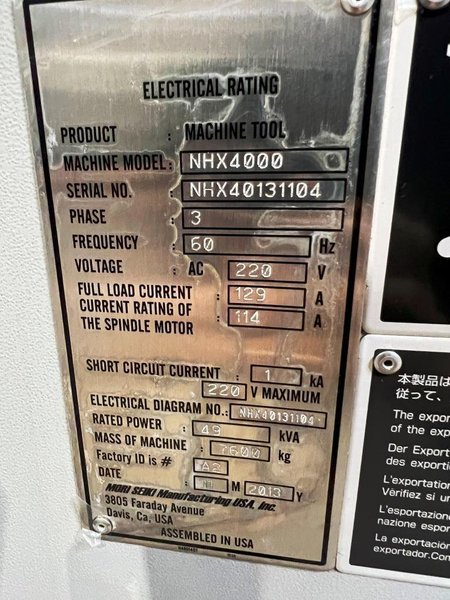 ELECTRICAL RATING
PRODUCT : MACHINE TOOL
MACHINE MODEL: NHX4000
SERIAL NO. NHX40131104
PHASE : 3
FREQUENCY : 60 Hz
VOLTAGE : AC 220 V
FULL LOAD CURRENT : 129 A
CURRENT RATING OF
THE SPINDLE MOTOR : 114 A
SHORT CIRCUIT CURRENT : 1 kA
220 V MAXIMUM
ELECTRICAL DIAGRAM NO.: NHX40131104
RATED POWER : 49 kVA
MASS OF MACHINE : 7600 kg
Factory ID is # A2
DATE M 2013 Y
MORI SEIKI Manufacturing USA, Inc.
3805 Faraday Avenue
Davis, Ca, USA
ASSEMBLED IN USA
本製品は
従って、
The expor
of the exp
Der Export
des exporti
L'exportation
Vérifiez si un
L'esportazione
nazione espor
La exportación
exportador.Con